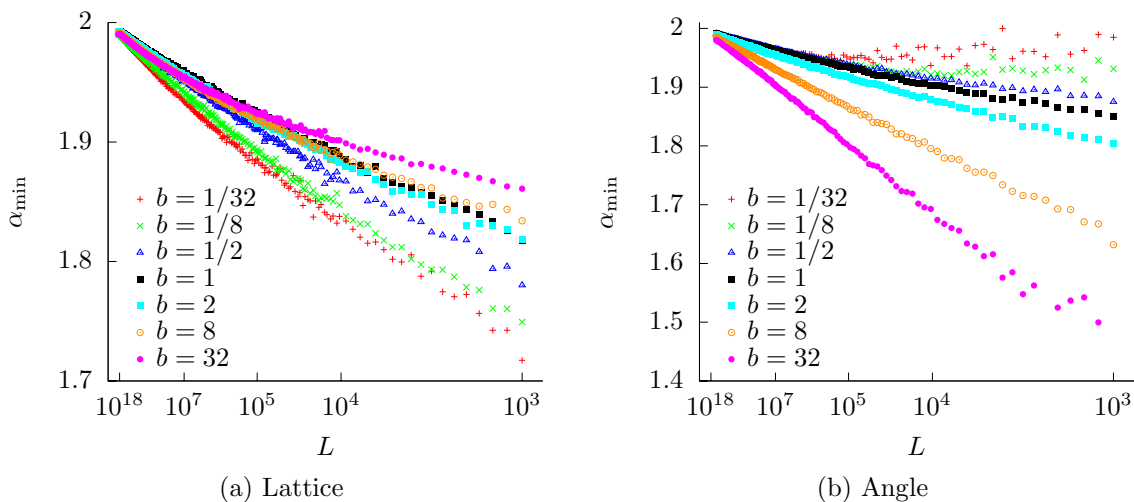 2
1.9
1.8
1.7
α_min
b = 1/32
b = 1/8
b = 1/2
b = 1
b = 2
b = 8
b = 32
10^18 10^7 10^5 10^4 10^3
L
(a) Lattice
2
1.9
1.8
1.7
1.6
1.5
1.4
α_min
b = 1/32
b = 1/8
b = 1/2
b = 1
b = 2
b = 8
b = 32
10^18 10^7 10^5 10^4 10^3
L
(b) Angle